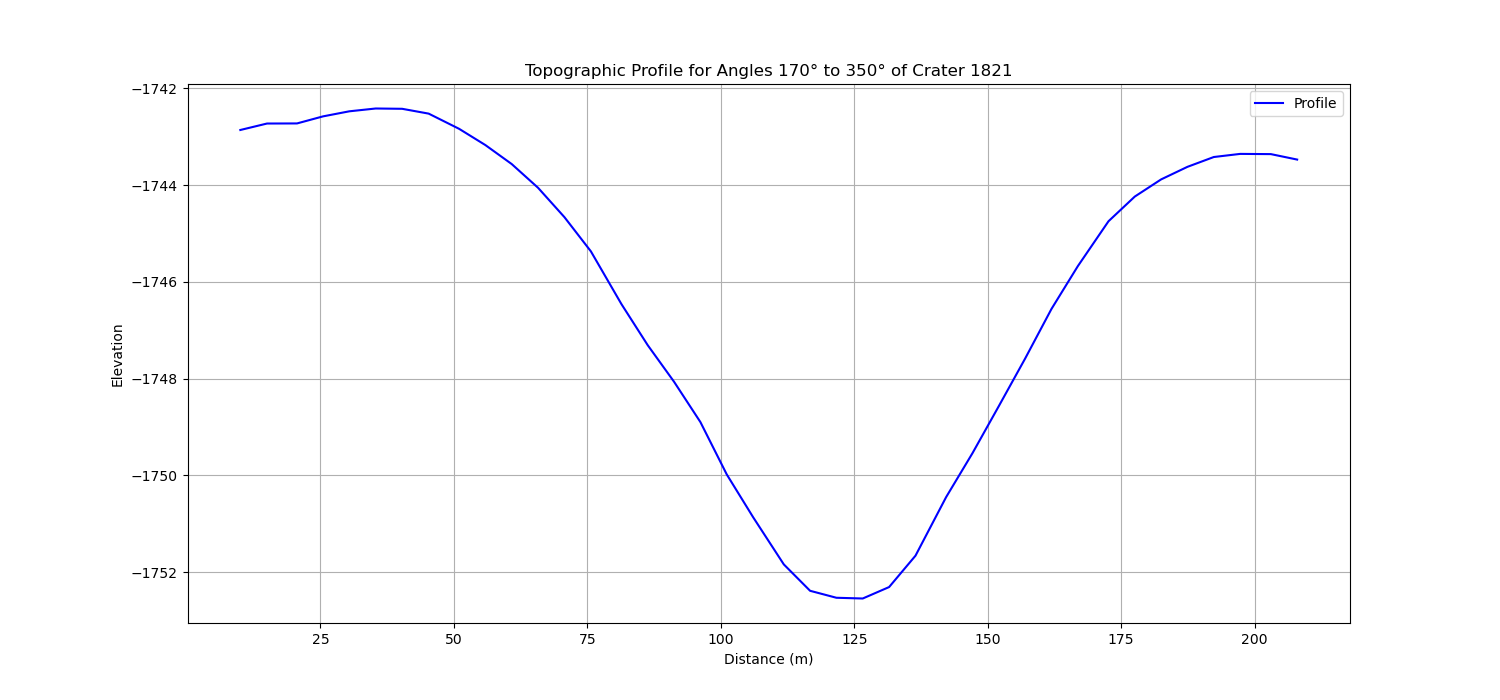 Topographic Profile for Angles 170° to 350° of Crater 1821
Profile
−1742
−1744
−1746
−1748
−1750
−1752
Elevation
25 50 75 100 125 150 175 200
Distance (m)